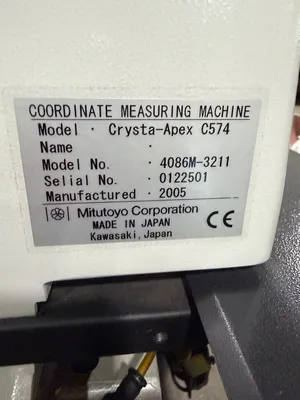 COORDINATE MEASURING MACHINE
Model · Crysta-Apex C574
Name ·
Model No. · 4086M-3211
Selial No. · 0122501
Manufactured · 2005
Mitutoyo Corporation
MADE IN JAPAN CE
Kawasaki, Japan